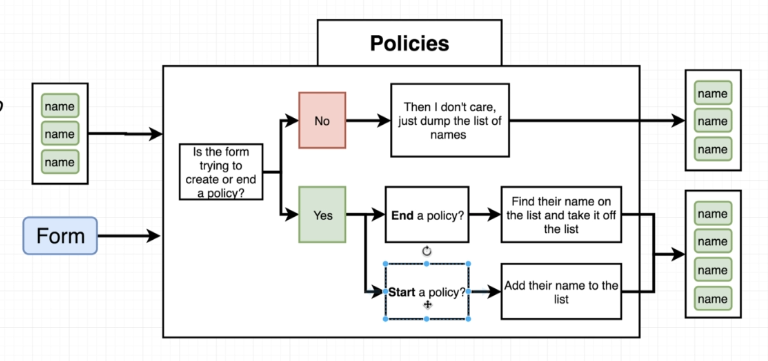 Policies
name
name
name
Form
Is the form
trying to
create or end
a policy?
No
Then I don't care,
just dump the list of
names
Yes
End a policy?
Find their name on
the list and take it off
the list
Start a policy?
Add their name to the
list
name
name
name
name
name
name
name